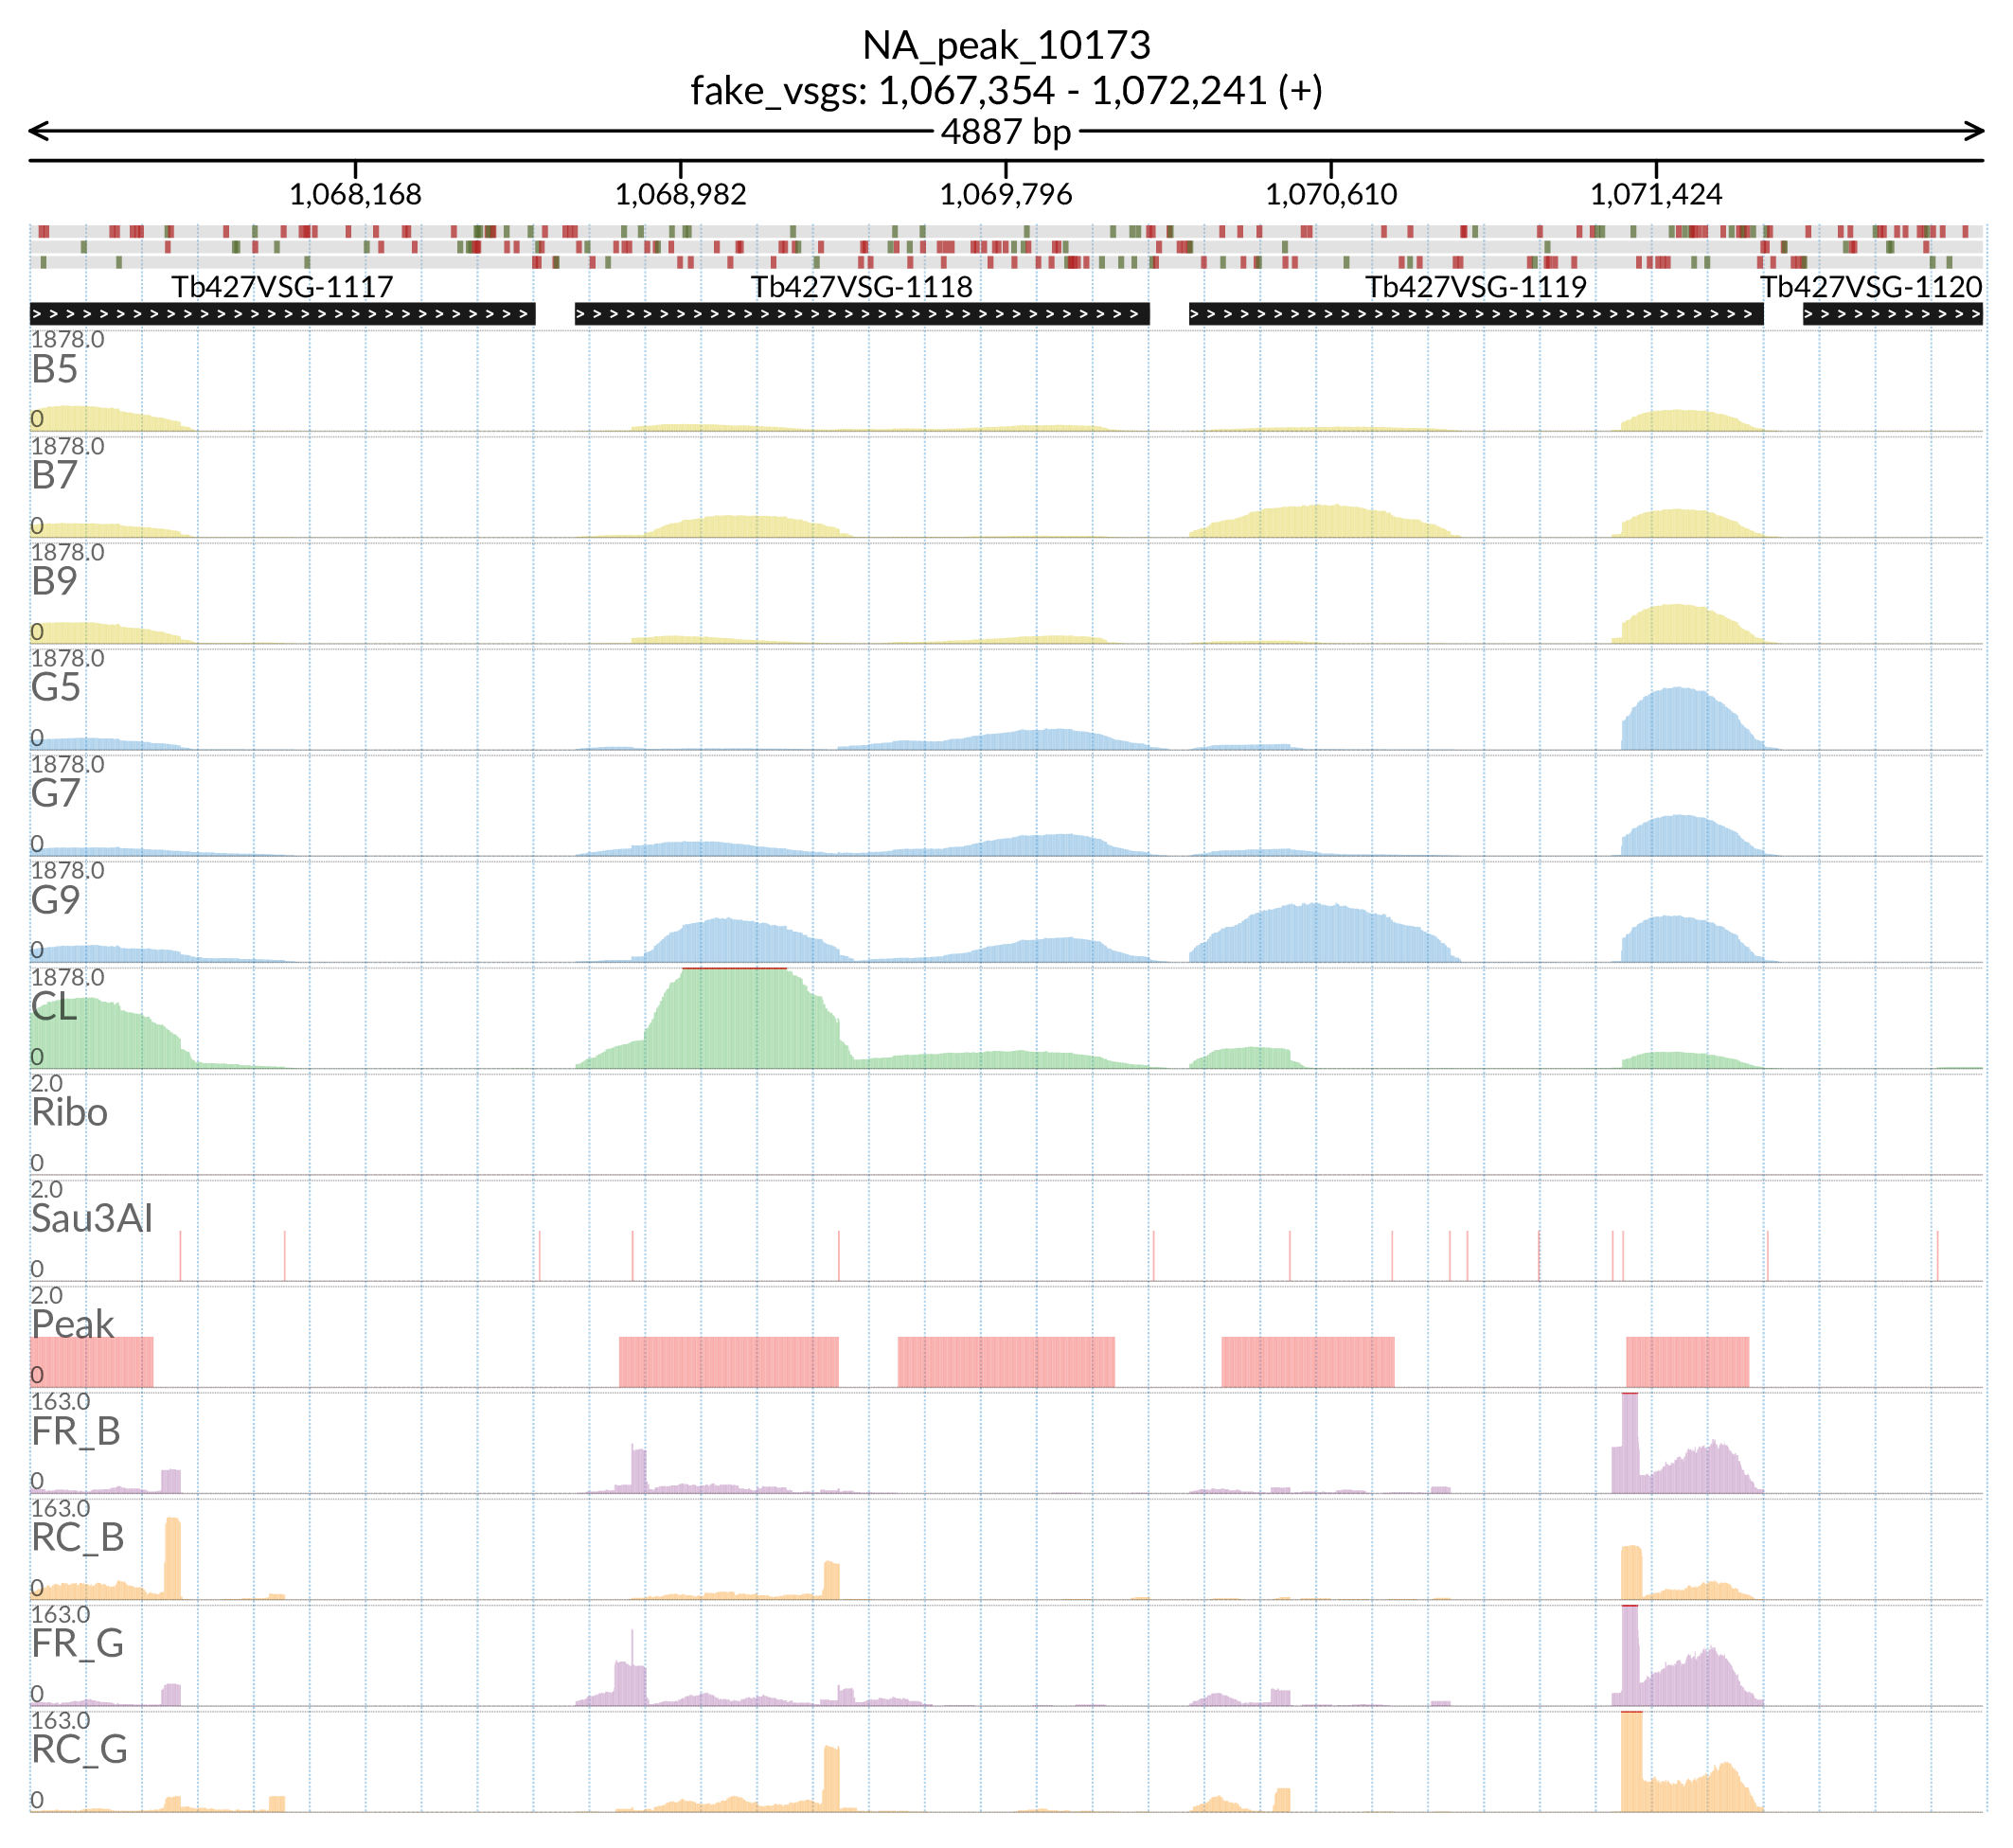 NA_peak_10173
fake_vsgs: 1,067,354 - 1,072,241 (+)
4887 bp
1,068,168 1,068,982 1,069,796 1,070,610 1,071,424
Tb427VSG-1117 Tb427VSG-1118 Tb427VSG-1119 Tb427VSG-1120
1878.0
B5
0
1878.0
B7
0
1878.0
B9
0
1878.0
G5
0
1878.0
G7
0
1878.0
G9
0
1878.0
CL
0
2.0
Ribo
0
2.0
Sau3AI
0
2.0
Peak
0
163.0
FR_B
0
163.0
RC_B
0
163.0
FR_G
0
163.0
RC_G
0